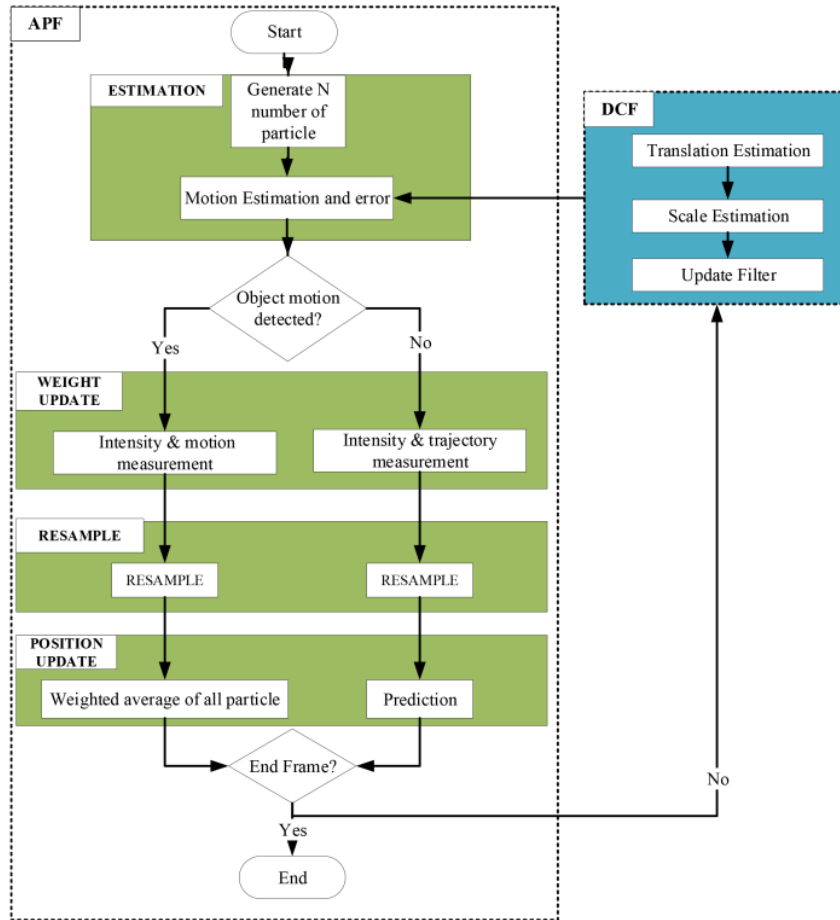 APF
Start
ESTIMATION
Generate N
number of
particle
Motion Estimation and error
DCF
Translation Estimation
Scale Estimation
Update Filter
Object motion
detected?
Yes
No
WEIGHT
UPDATE
Intensity & motion
measurement
Intensity & trajectory
measurement
RESAMPLE
RESAMPLE
RESAMPLE
POSITION
UPDATE
Weighted average of all particle
Prediction
End Frame?
No
Yes
End